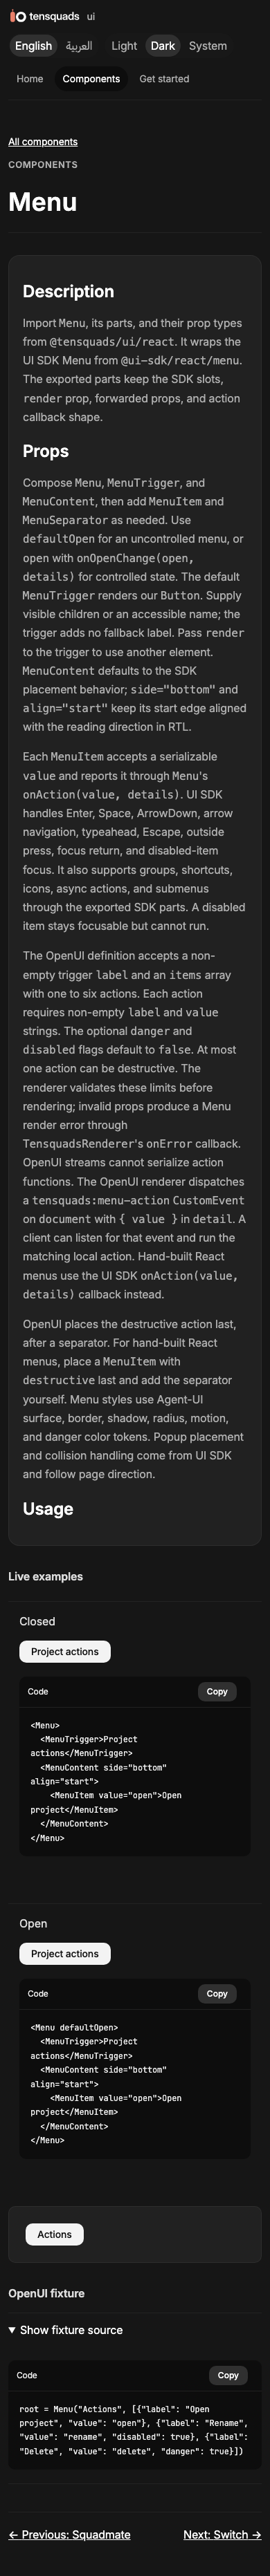 tensquads ui
English العربية Light Dark System
Home Components Get started
All components
COMPONENTS
Menu
Description
Import Menu, its parts, and their prop types
from @tensquads/ui/react. It wraps the
UI SDK Menu from @ui-sdk/react/menu.
The exported parts keep the SDK slots,
render prop, forwarded props, and action
callback shape.
Props
Compose Menu, MenuTrigger, and
MenuContent, then add MenuItem and
MenuSeparator as needed. Use
defaultOpen for an uncontrolled menu, or
open with onOpenChange(open,
details) for controlled state. The default
MenuTrigger renders our Button. Supply
visible children or an accessible name; the
trigger adds no fallback label. Pass render
to the trigger to use another element.
MenuContent defaults to the SDK
placement behavior; side="bottom" and
align="start" keep its start edge aligned
with the reading direction in RTL.
Each MenuItem accepts a serializable
value and reports it through Menu's
onAction(value, details). UI SDK
handles Enter, Space, ArrowDown, arrow
navigation, typeahead, Escape, outside
press, focus return, and disabled-item
focus. It also supports groups, shortcuts,
icons, async actions, and submenus
through the exported SDK parts. A disabled
item stays focusable but cannot run.
The OpenUI definition accepts a non-
empty trigger label and an items array
with one to six actions. Each action
requires non-empty label and value
strings. The optional danger and
disabled flags default to false. At most
one action can be destructive. The
renderer validates these limits before
rendering; invalid props produce a Menu
render error through
TensquadsRenderer's onError callback.
OpenUI streams cannot serialize action
functions. The OpenUI renderer dispatches
a tensquads:menu-action CustomEvent
on document with { value } in detail. A
client can listen for that event and run the
matching local action. Hand-built React
menus use the UI SDK onAction(value,
details) callback instead.
OpenUI places the destructive action last,
after a separator. For hand-built React
menus, place a MenuItem with
destructive last and add the separator
yourself. Menu styles use Agent-UI
surface, border, shadow, radius, motion,
and danger color tokens. Popup placement
and collision handling come from UI SDK
and follow page direction.
Usage
Live examples
Closed
Project actions
Code Copy
<Menu>
<MenuTrigger>Project
actions</MenuTrigger>
<MenuContent side="bottom"
align="start">
<MenuItem value="open">Open
project</MenuItem>
</MenuContent>
</Menu>
Open
Project actions
Code Copy
<Menu defaultOpen>
<MenuTrigger>Project
actions</MenuTrigger>
<MenuContent side="bottom"
align="start">
<MenuItem value="open">Open
project</MenuItem>
</MenuContent>
</Menu>
Actions
OpenUI fixture
▼ Show fixture source
Code Copy
root = Menu("Actions", [{"label": "Open
project", "value": "open"}, {"label": "Rename",
"value": "rename", "disabled": true}, {"label":
"Delete", "value": "delete", "danger": true}])
← Previous: Squadmate Next: Switch →